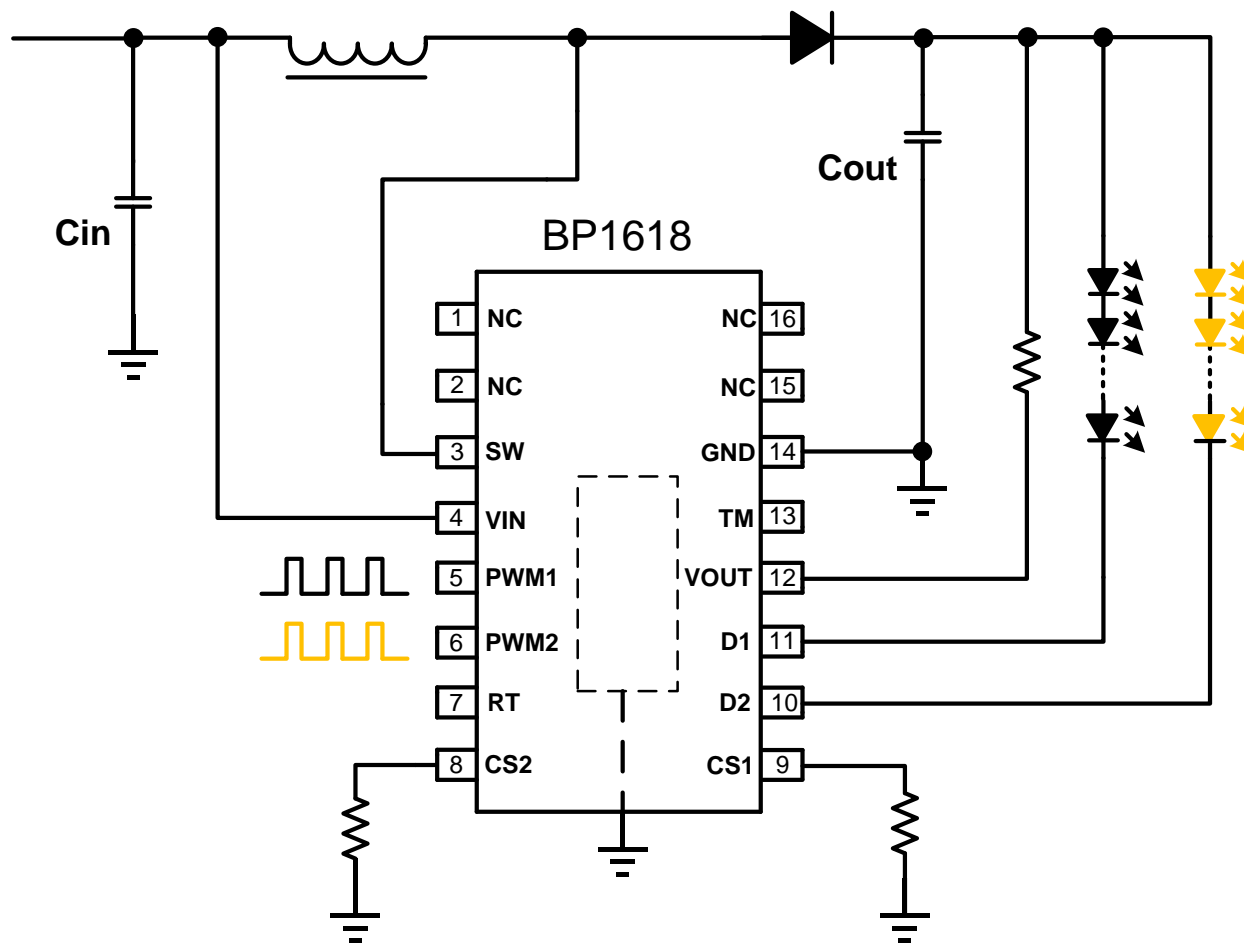 Cout
Cin
BP1618
1 NC NC 16
2 NC NC 15
3 SW GND 14
4 VIN TM 13
5 PWM1 VOUT 12
6 PWM2 D1 11
7 RT D2 10
8 CS2 CS1 9